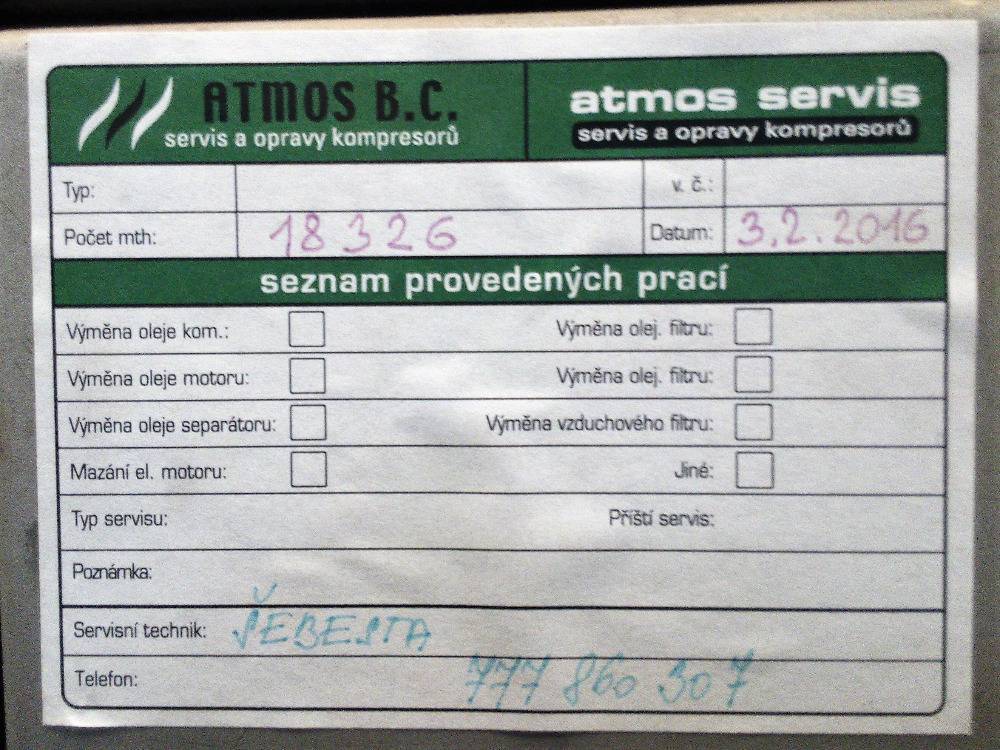 ATMOS B.C.
servis a opravy kompresorů
atmos servis
servis a opravy kompresorů
Typ: v. č.:
Počet mth: 18 326 Datum: 3.2.2016
seznam provedených prací
Výměna oleje kom.: Výměna olej. filtru:
Výměna oleje motoru: Výměna olej. filtru:
Výměna oleje separátoru: Výměna vzduchového filtru:
Mazání el. motoru: Jiné:
Typ servisu: Příští servis:
Poznámka:
Servisní technik: ŠEBESTA
Telefon: 777 860 307